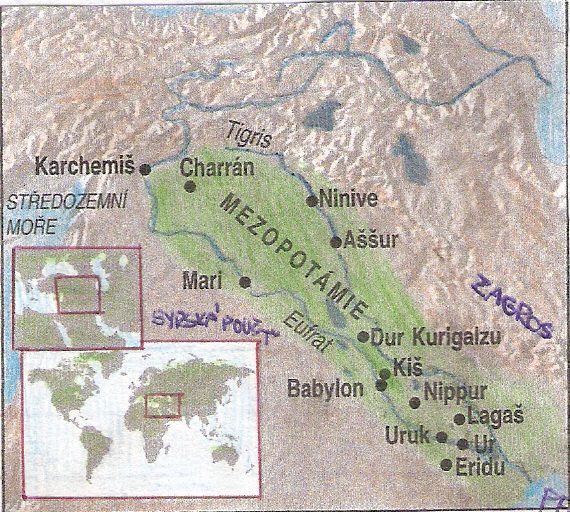 Tigris
Karchemiš
Charrán
STŘEDOZEMNÍ
MOŘE
MEZOPOTÁMIE
Ninive
Aššur
Mari
ZAGROS
SYRSKÁ POUŠŤ
Eufrat
Dur Kurigalzu
Kiš
Babylon
Nippur
Lagaš
Uruk
Ur
Eridu